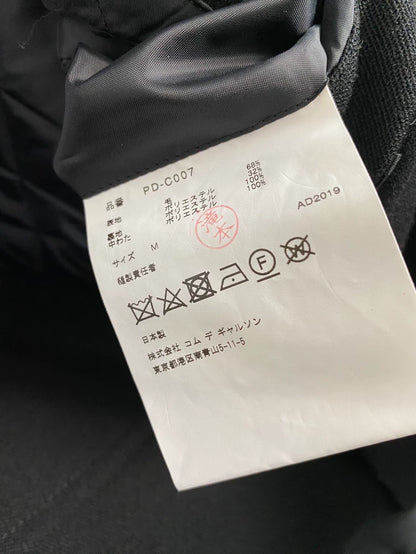 品番 PD-C007
表地 毛 68%
ポリエステル 32%
裏地 ポリエステル 100%
中わた ポリエステル 100%
サイズ M
縫製責任者 滝本
AD2019
F
W
日本製
株式会社 コム デ ギャルソン
東京都港区南青山5-11-5